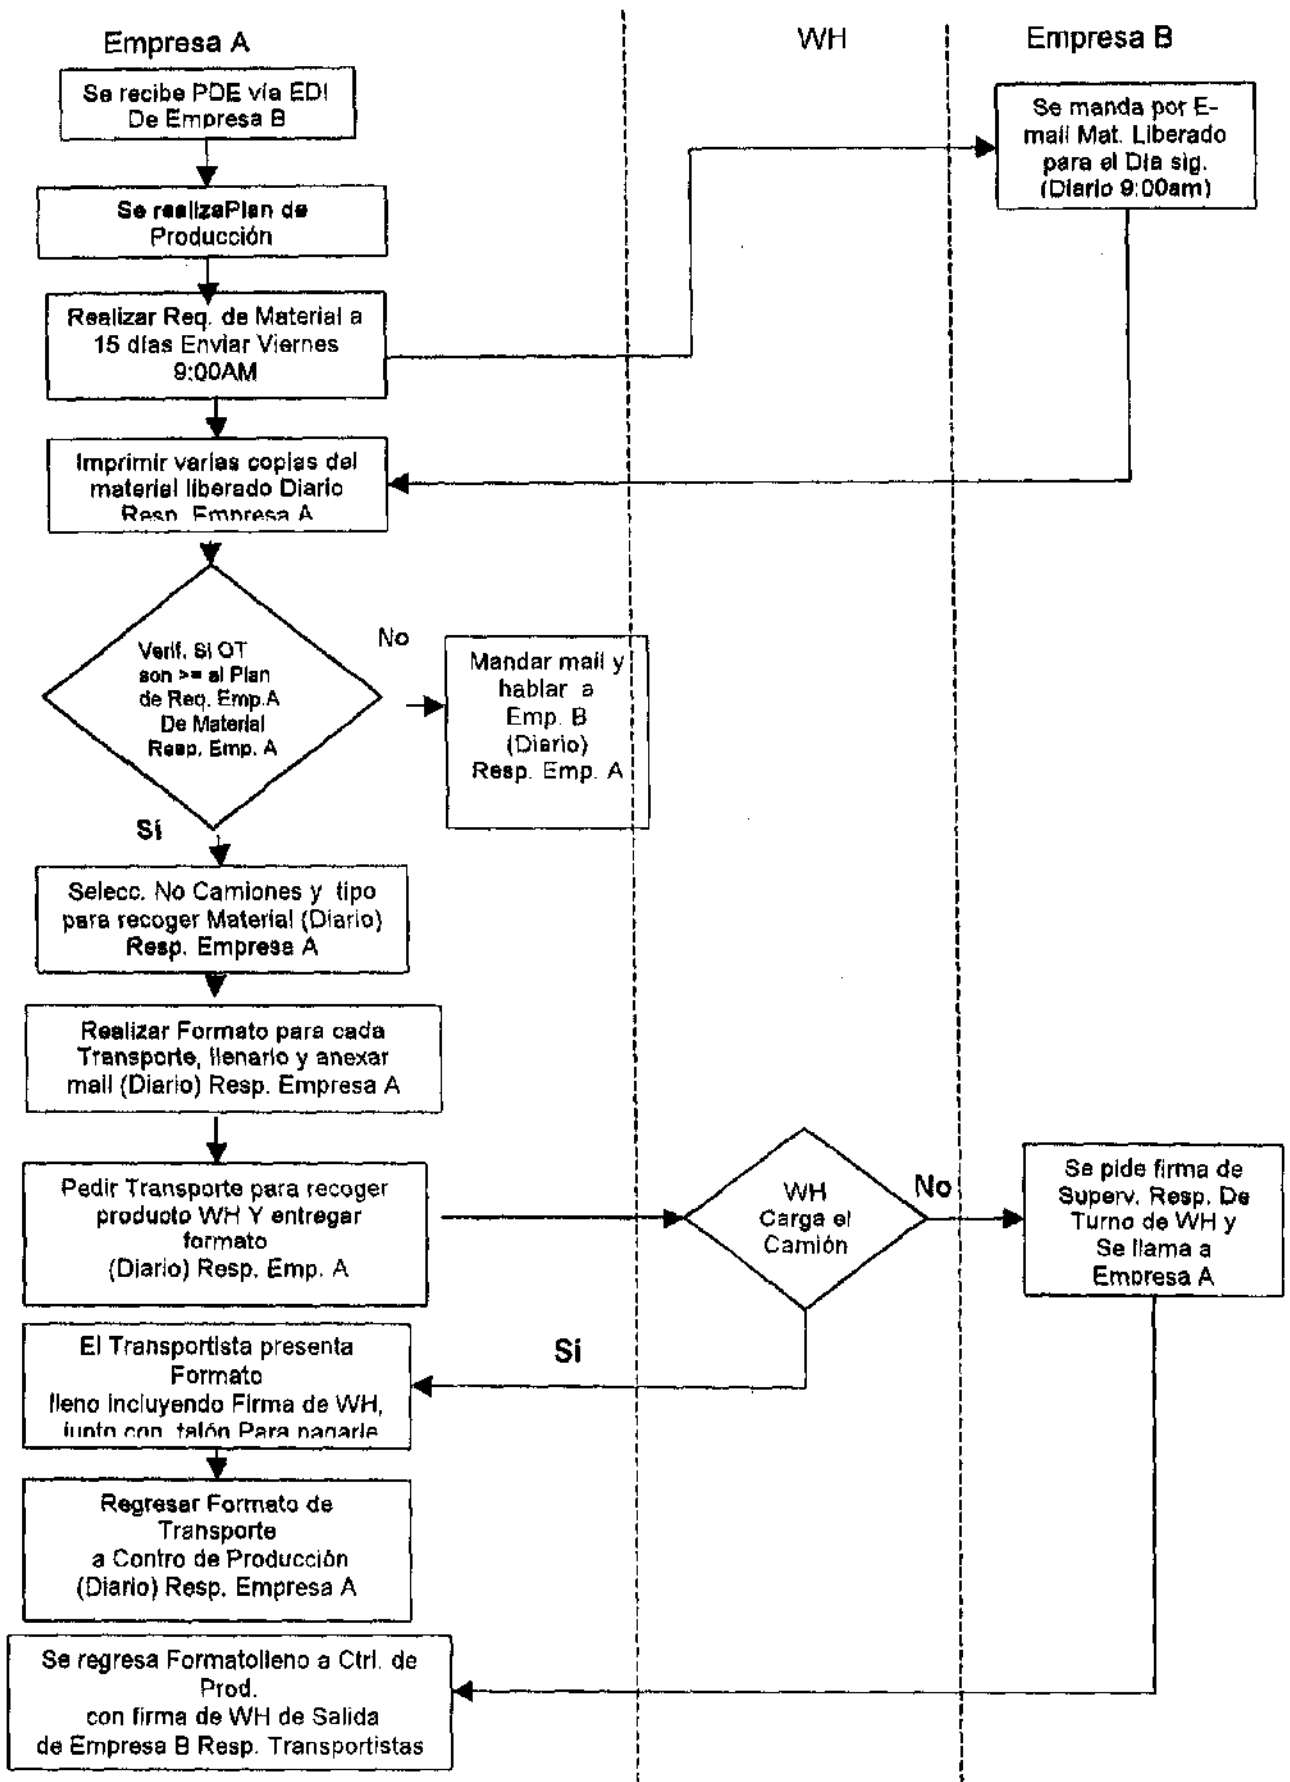 Empresa A
WH
Empresa B
Se recibe PDE vía EDI
De Empresa B
Se manda por E-
mail Mat. Liberado
para el Día sig.
(Diario 9:00am)
Se realizaPlan de
Producción
Realizar Req. de Material a
15 días Enviar Viernes
9:00AM
Imprimir varias copias del
material liberado Diario
Resp. Empresa A
Verif. Si OT
son >= al Plan
de Req. Emp.A
De Material
Resp. Emp. A
No
Mandar mail y
hablar a
Emp. B
(Diario)
Resp. Emp. A
Sí
Selecc. No Camiones y tipo
para recoger Material (Diario)
Resp. Empresa A
Realizar Formato para cada
Transporte, llenarlo y anexar
mail (Diario) Resp. Empresa A
Pedir Transporte para recoger
producto WH Y entregar
formato
(Diario) Resp. Emp. A
WH
Carga el
Camión
No
Se pide firma de
Superv. Resp. De
Turno de WH y
Se llama a
Empresa A
Sí
El Transportista presenta
Formato
lleno incluyendo Firma de WH,
junto con talón Para pagarle
Regresar Formato de
Transporte
a Contro de Producción
(Diario) Resp. Empresa A
Se regresa Formatolleno a Ctrl. de
Prod.
con firma de WH de Salida
de Empresa B Resp. Transportistas